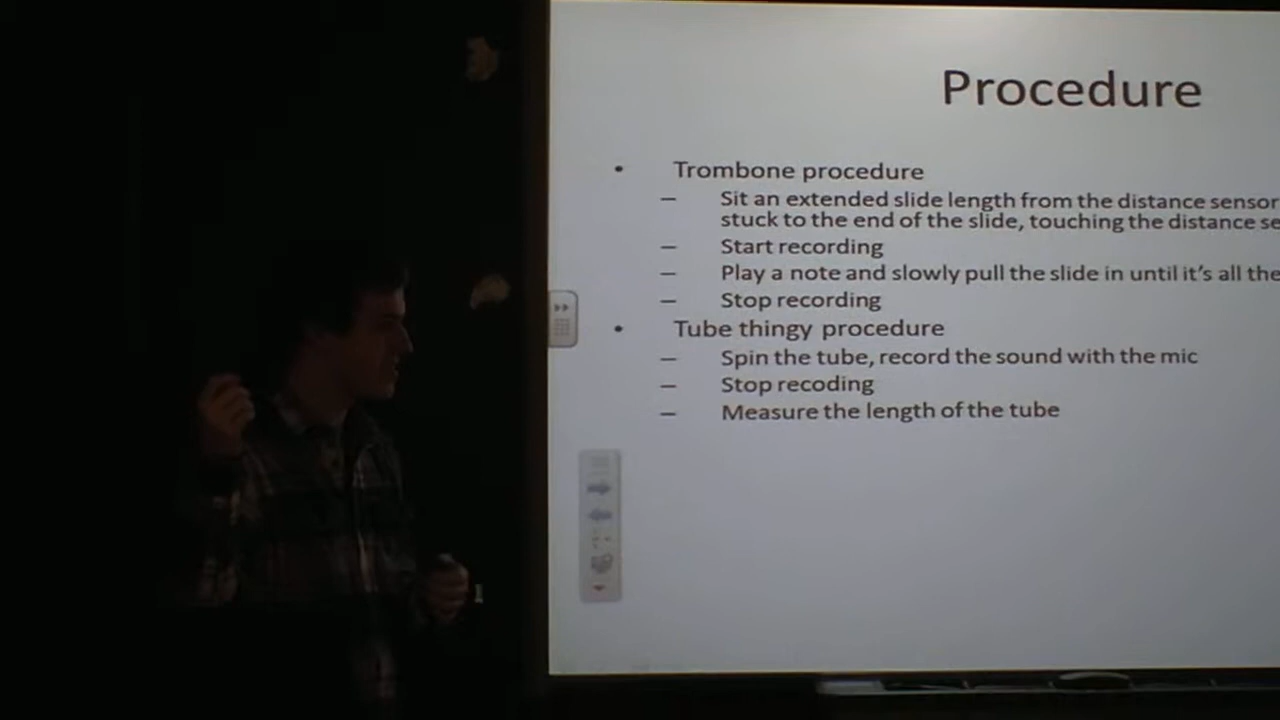 Procedure
• Trombone procedure
– Sit an extended slide length from the distance sensor
stuck to the end of the slide, touching the distance se
– Start recording
– Play a note and slowly pull the slide in until it's all the
– Stop recording
• Tube thingy procedure
– Spin the tube, record the sound with the mic
– Stop recoding
– Measure the length of the tube